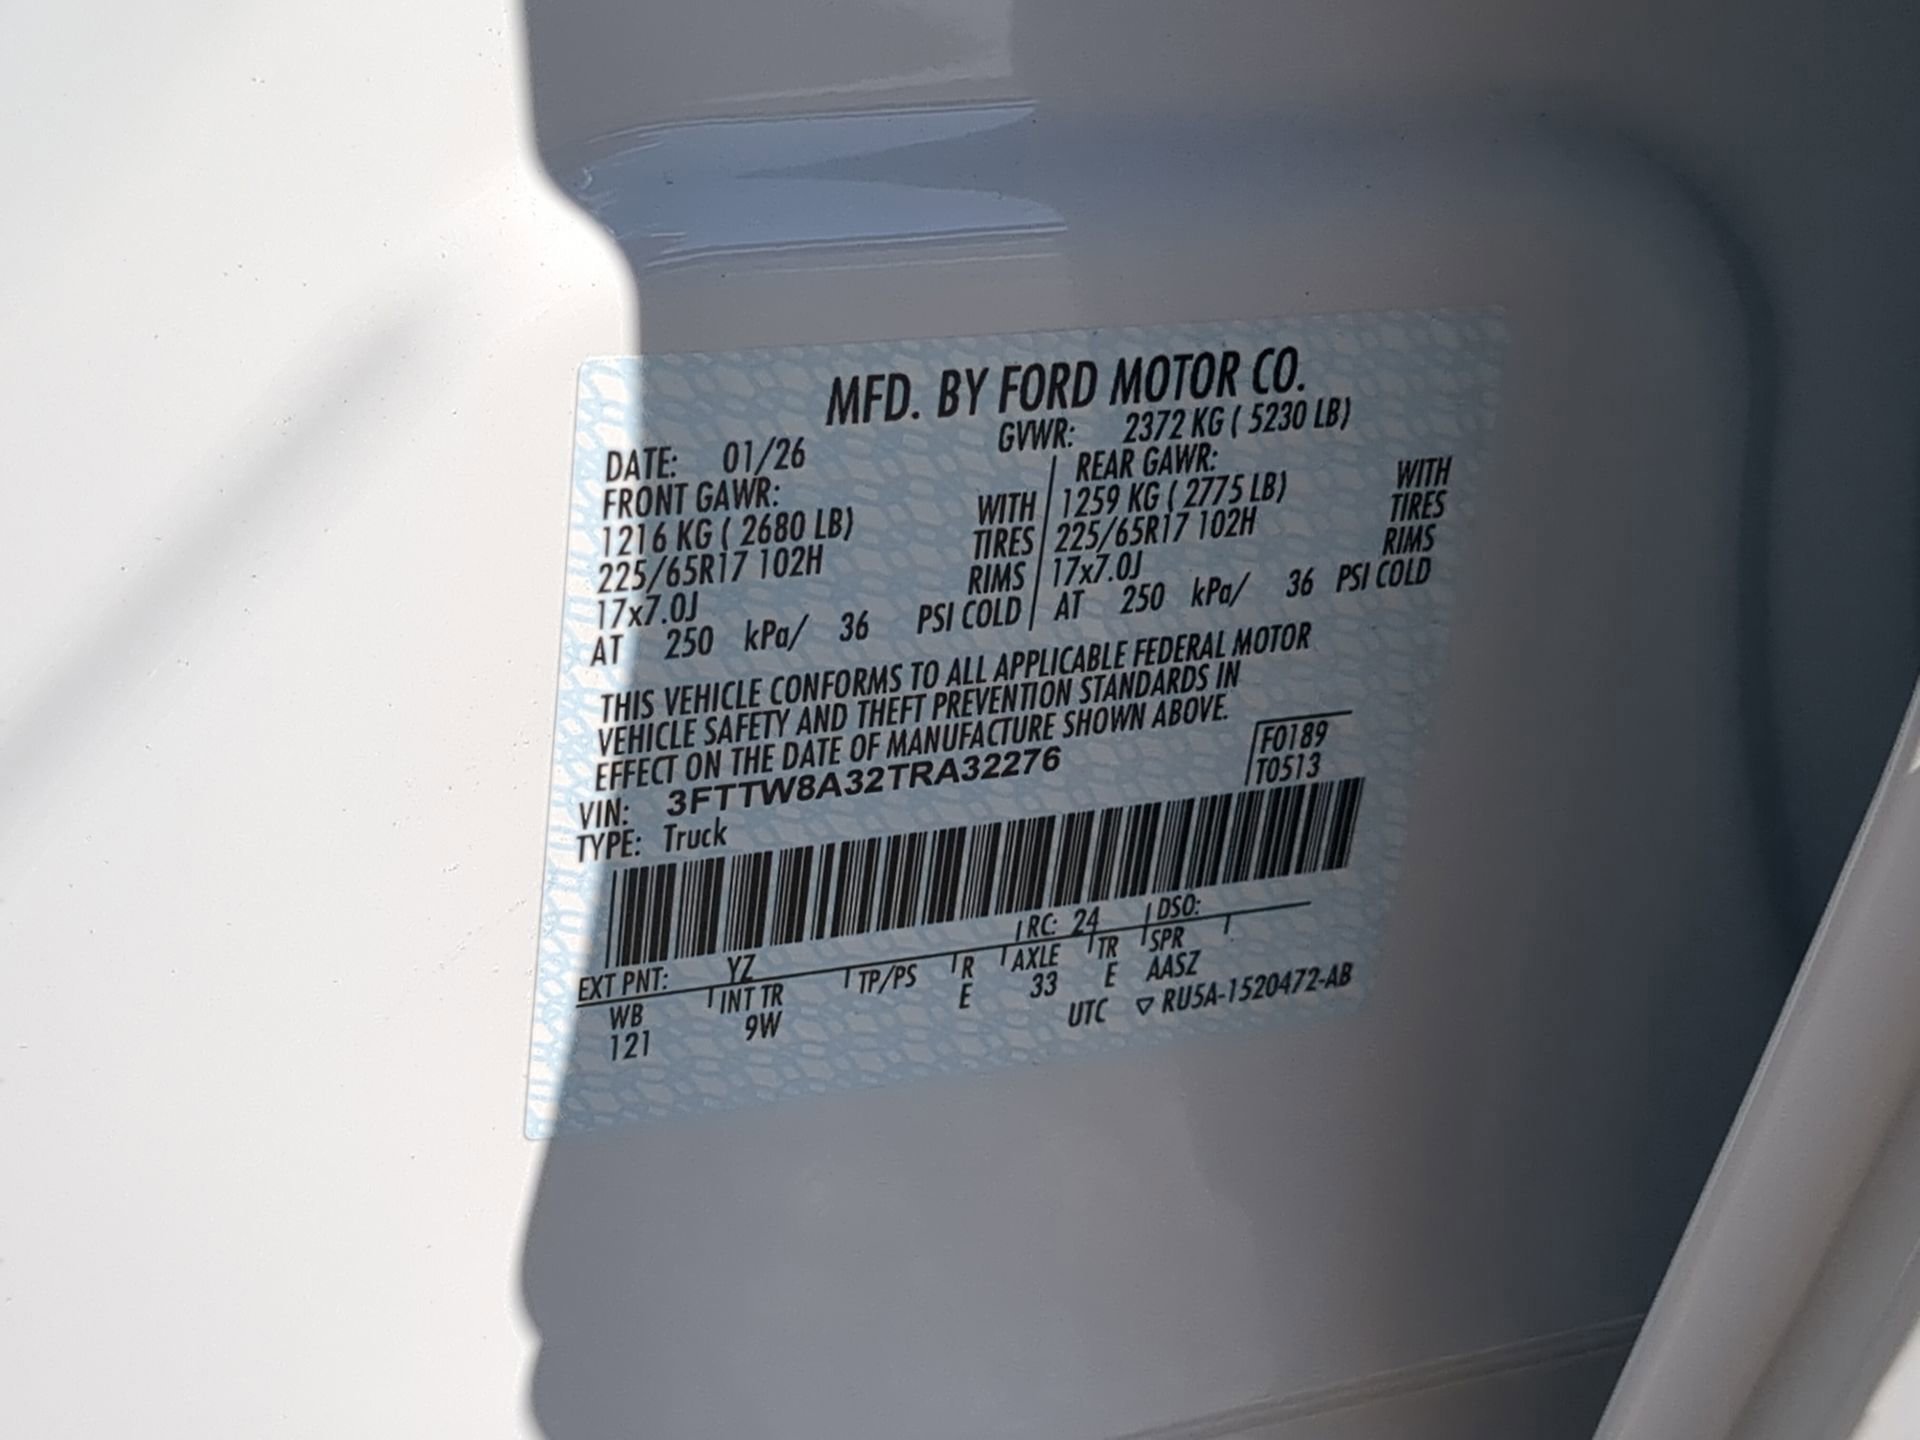 MFD. BY FORD MOTOR CO.
DATE: 01/26 GVWR: 2372 KG ( 5230 LB)
FRONT GAWR: REAR GAWR:
1216 KG ( 2680 LB) WITH 1259 KG ( 2775 LB) WITH
225/65R17 102H TIRES 225/65R17 102H TIRES
17x7.0J RIMS 17x7.0J RIMS
AT 250 kPa/ 36 PSI COLD AT 250 kPa/ 36 PSI COLD
THIS VEHICLE CONFORMS TO ALL APPLICABLE FEDERAL MOTOR
VEHICLE SAFETY AND THEFT PREVENTION STANDARDS IN
EFFECT ON THE DATE OF MANUFACTURE SHOWN ABOVE.
VIN: 3FTTW8A32TRA32276 F0189
TYPE: Truck T0513
EXT PNT: YZ RC: 24 DSO:
WB INT TR TP/PS R AXLE TR SPR
121 9W E 33 E AASZ
UTC ▽ RU5A-1520472-AB